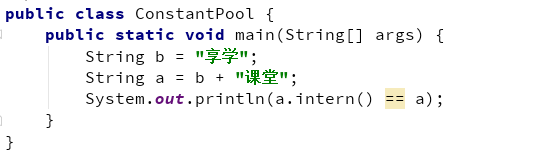 public class ConstantPool {
    public static void main(String[] args) {
        String b = "享学";
        String a = b + "课堂";
        System.out.println(a.intern() == a);
    }
}